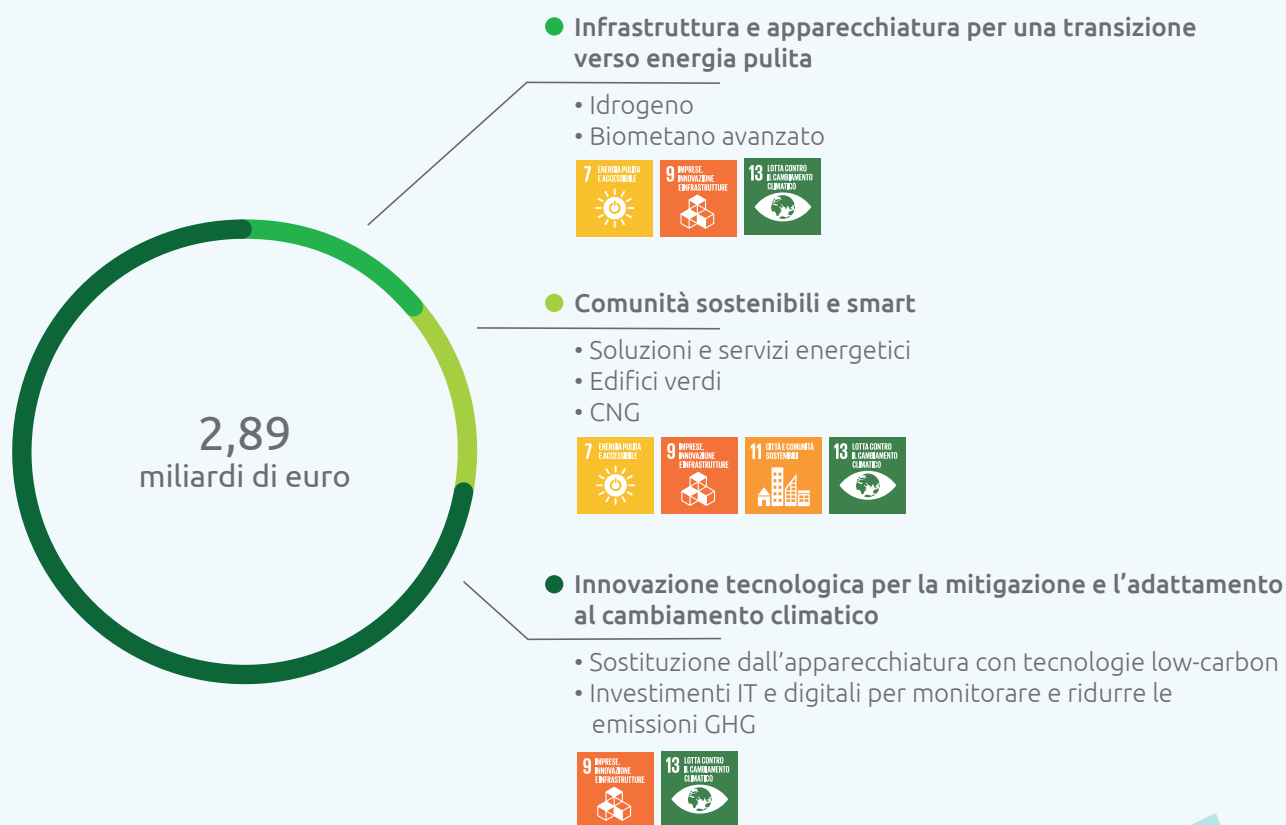 Infrastruttura e apparecchiatura per una transizione
verso energia pulita
• Idrogeno
• Biometano avanzato
7 ENERGIA PULITA
E ACCESSIBILE
9 IMPRESE,
INNOVAZIONE
E INFRASTRUTTURE
13 LOTTA CONTRO
IL CAMBIAMENTO
CLIMATICO
Comunità sostenibili e smart
• Soluzioni e servizi energetici
• Edifici verdi
• CNG
7 ENERGIA PULITA
E ACCESSIBILE
9 IMPRESE,
INNOVAZIONE
E INFRASTRUTTURE
11 CITTÀ E COMUNITÀ
SOSTENIBILI
13 LOTTA CONTRO
IL CAMBIAMENTO
CLIMATICO
2,89
miliardi di euro
Innovazione tecnologica per la mitigazione e l'adattamento
al cambiamento climatico
• Sostituzione dall'apparecchiatura con tecnologie low-carbon
• Investimenti IT e digitali per monitorare e ridurre le
emissioni GHG
9 IMPRESE,
INNOVAZIONE
E INFRASTRUTTURE
13 LOTTA CONTRO
IL CAMBIAMENTO
CLIMATICO